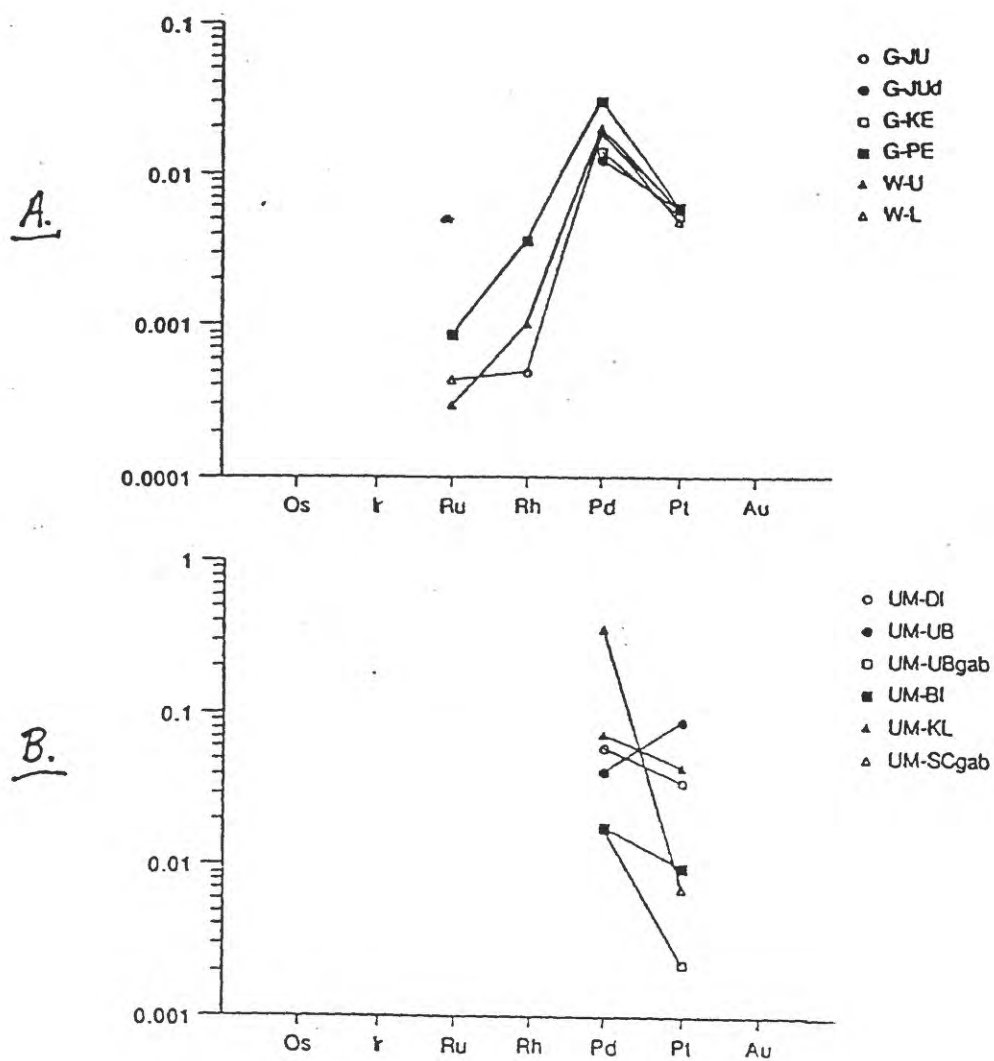 A.
0.1
0.01
0.001
0.0001
Os Ir Ru Rh Pd Pt Au
G-JU
G-JUd
G-KE
G-PE
W-U
W-L
B.
1
0.1
0.01
0.001
Os Ir Ru Rh Pd Pt Au
UM-DI
UM-UB
UM-UBgab
UM-BI
UM-KL
UM-SCgab